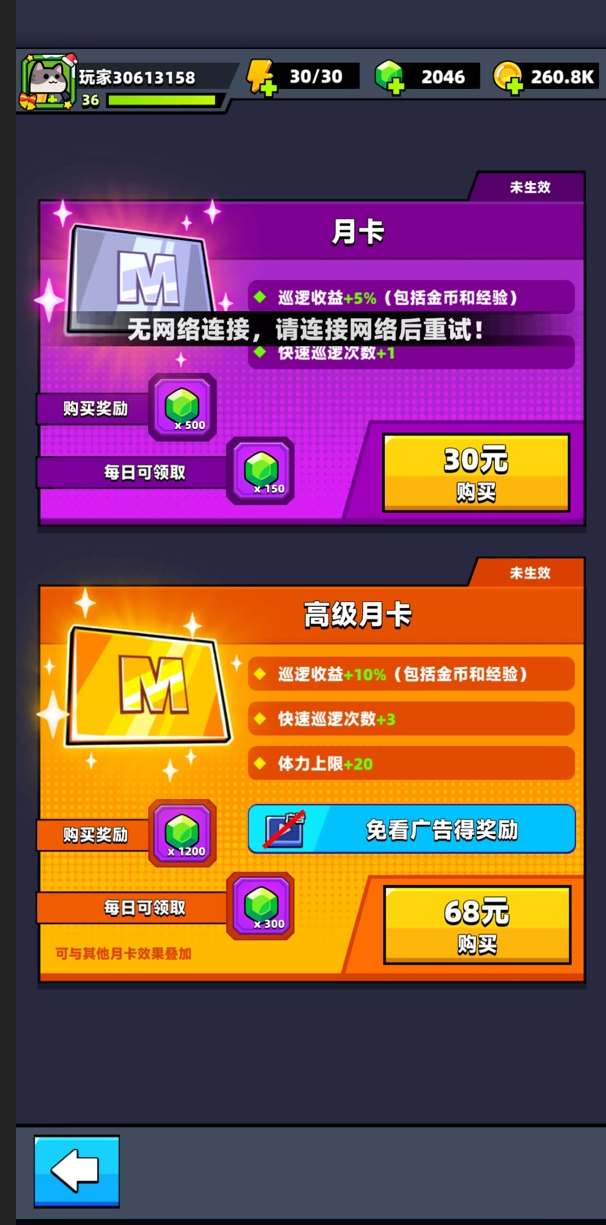 玩家30613158
36
30/30
2046
260.8K
未生效
月卡
M
巡逻收益+5%（包括金币和经验）
无网络连接，请连接网络后重试！
快速巡逻次数+1
购买奖励
x 500
每日可领取
x 150
30元
购买
未生效
高级月卡
M
巡逻收益+10%（包括金币和经验）
快速巡逻次数+3
体力上限+20
购买奖励
x 1200
免看广告得奖励
每日可领取
x 300
68元
购买
可与其他月卡效果叠加